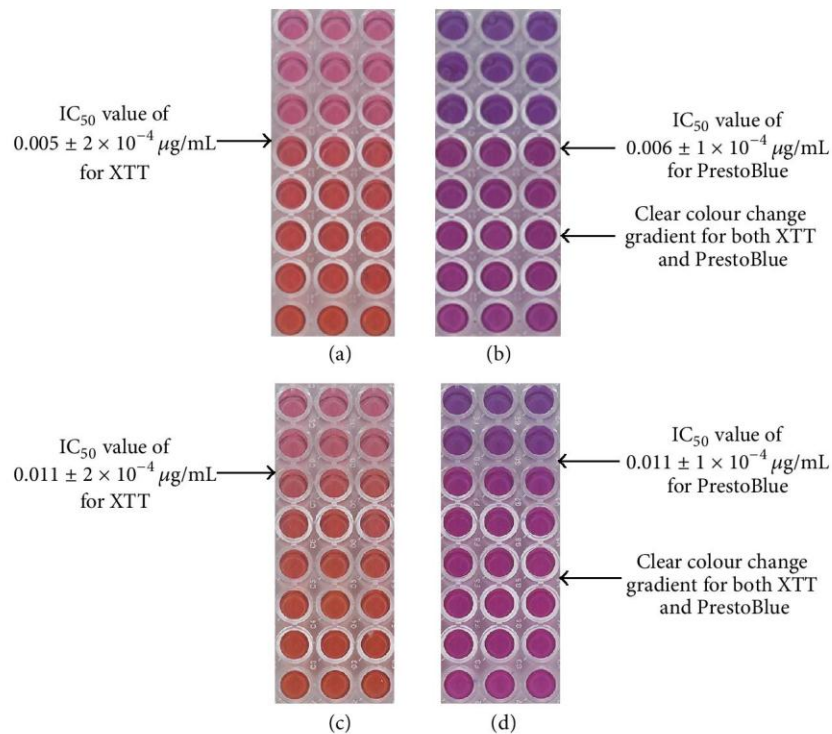 IC50 value of
0.005 ± 2 × 10−4 μg/mL
for XTT
IC50 value of
0.006 ± 1 × 10−4 μg/mL
for PrestoBlue
Clear colour change
gradient for both XTT
and PrestoBlue
(a)
(b)
IC50 value of
0.011 ± 2 × 10−4 μg/mL
for XTT
IC50 value of
0.011 ± 1 × 10−4 μg/mL
for PrestoBlue
Clear colour change
gradient for both XTT
and PrestoBlue
(c)
(d)